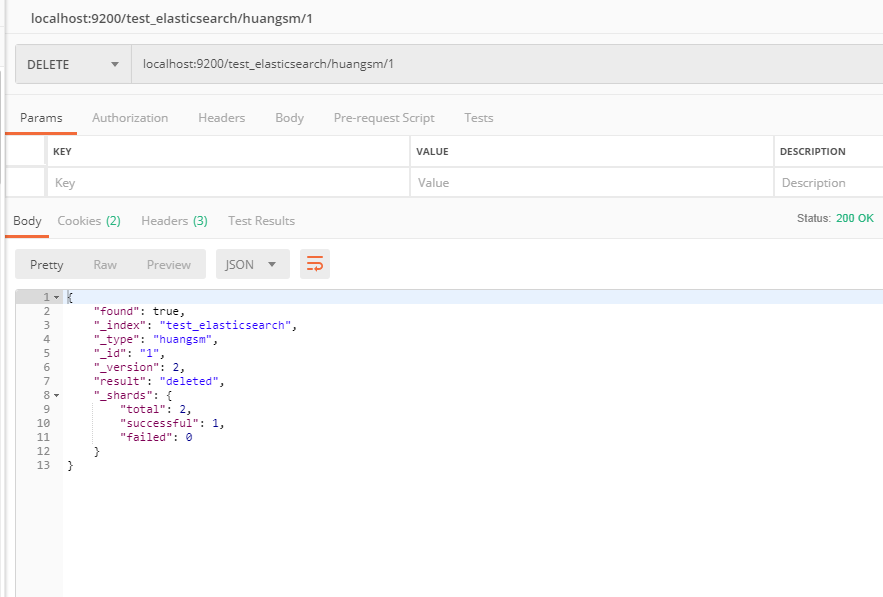 localhost:9200/test_elasticsearch/huangsm/1
DELETE localhost:9200/test_elasticsearch/huangsm/1
Params Authorization Headers Body Pre-request Script Tests
KEY VALUE DESCRIPTION
Key Value Description
Body Cookies (2) Headers (3) Test Results Status: 200 OK
Pretty Raw Preview JSON
1 {
2 "found": true,
3 "_index": "test_elasticsearch",
4 "_type": "huangsm",
5 "_id": "1",
6 "_version": 2,
7 "result": "deleted",
8 "_shards": {
9 "total": 2,
10 "successful": 1,
11 "failed": 0
12 }
13 }